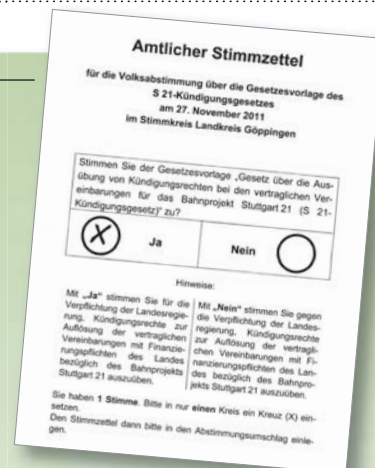 Amtlicher Stimmzettel
für die Volksabstimmung über die Gesetzesvorlage des
S 21-Kündigungsgesetzes
am 27. November 2011
im Stimmkreis Landkreis Göppingen
Stimmen Sie der Gesetzesvorlage „Gesetz über die Aus-
übung von Kündigungsrechten bei den vertraglichen Ver-
einbarungen für das Bahnprojekt Stuttgart 21 (S 21-
Kündigungsgesetz)“ zu?
X Ja Nein
Hinweise:
Mit „Ja“ stimmen Sie für die
Verpflichtung der Landesregie-
rung, Kündigungsrechte zur
Auflösung der vertraglichen
Vereinbarungen mit Finanzie-
rungspflichten des Landes
bezüglich des Bahnprojekts
Stuttgart 21 auszuüben.
Mit „Nein“ stimmen Sie gegen
die Verpflichtung der Landes-
regierung, Kündigungsrechte
zur Auflösung der vertragli-
chen Vereinbarungen mit Fi-
nanzierungspflichten des Lan-
des bezüglich des Bahnpro-
jekts Stuttgart 21 auszuüben.
Sie haben 1 Stimme. Bitte in nur einen Kreis ein Kreuz (X) ein-
setzen.
Den Stimmzettel dann bitte in den Abstimmungsumschlag einle-
gen.